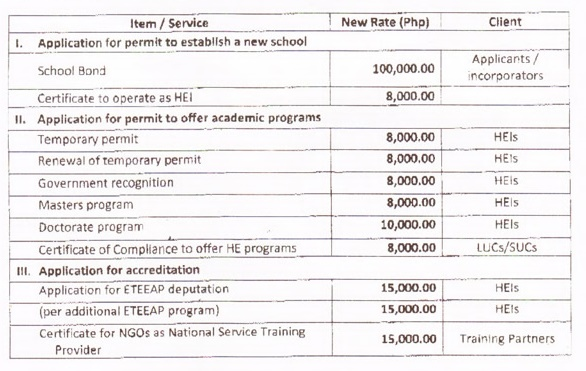 Item / Service New Rate (Php) Client
I. Application for permit to establish a new school
School Bond 100,000.00 Applicants / incorporators
Certificate to operate as HEI 8,000.00
II. Application for permit to offer academic programs
Temporary permit 8,000.00 HEIs
Renewal of temporary permit 8,000.00 HEIs
Government recognition 8,000.00 HEIs
Masters program 8,000.00 HEIs
Doctorate program 10,000.00 HEIs
Certificate of Compliance to offer HE programs 8,000.00 LUCs/SUCs
III. Application for accreditation
Application for ETEEAP deputation 15,000.00 HEIs
(per additional ETEEAP program) 15,000.00 HEIs
Certificate for NGOs as National Service Training
Provider 15,000.00 Training Partners